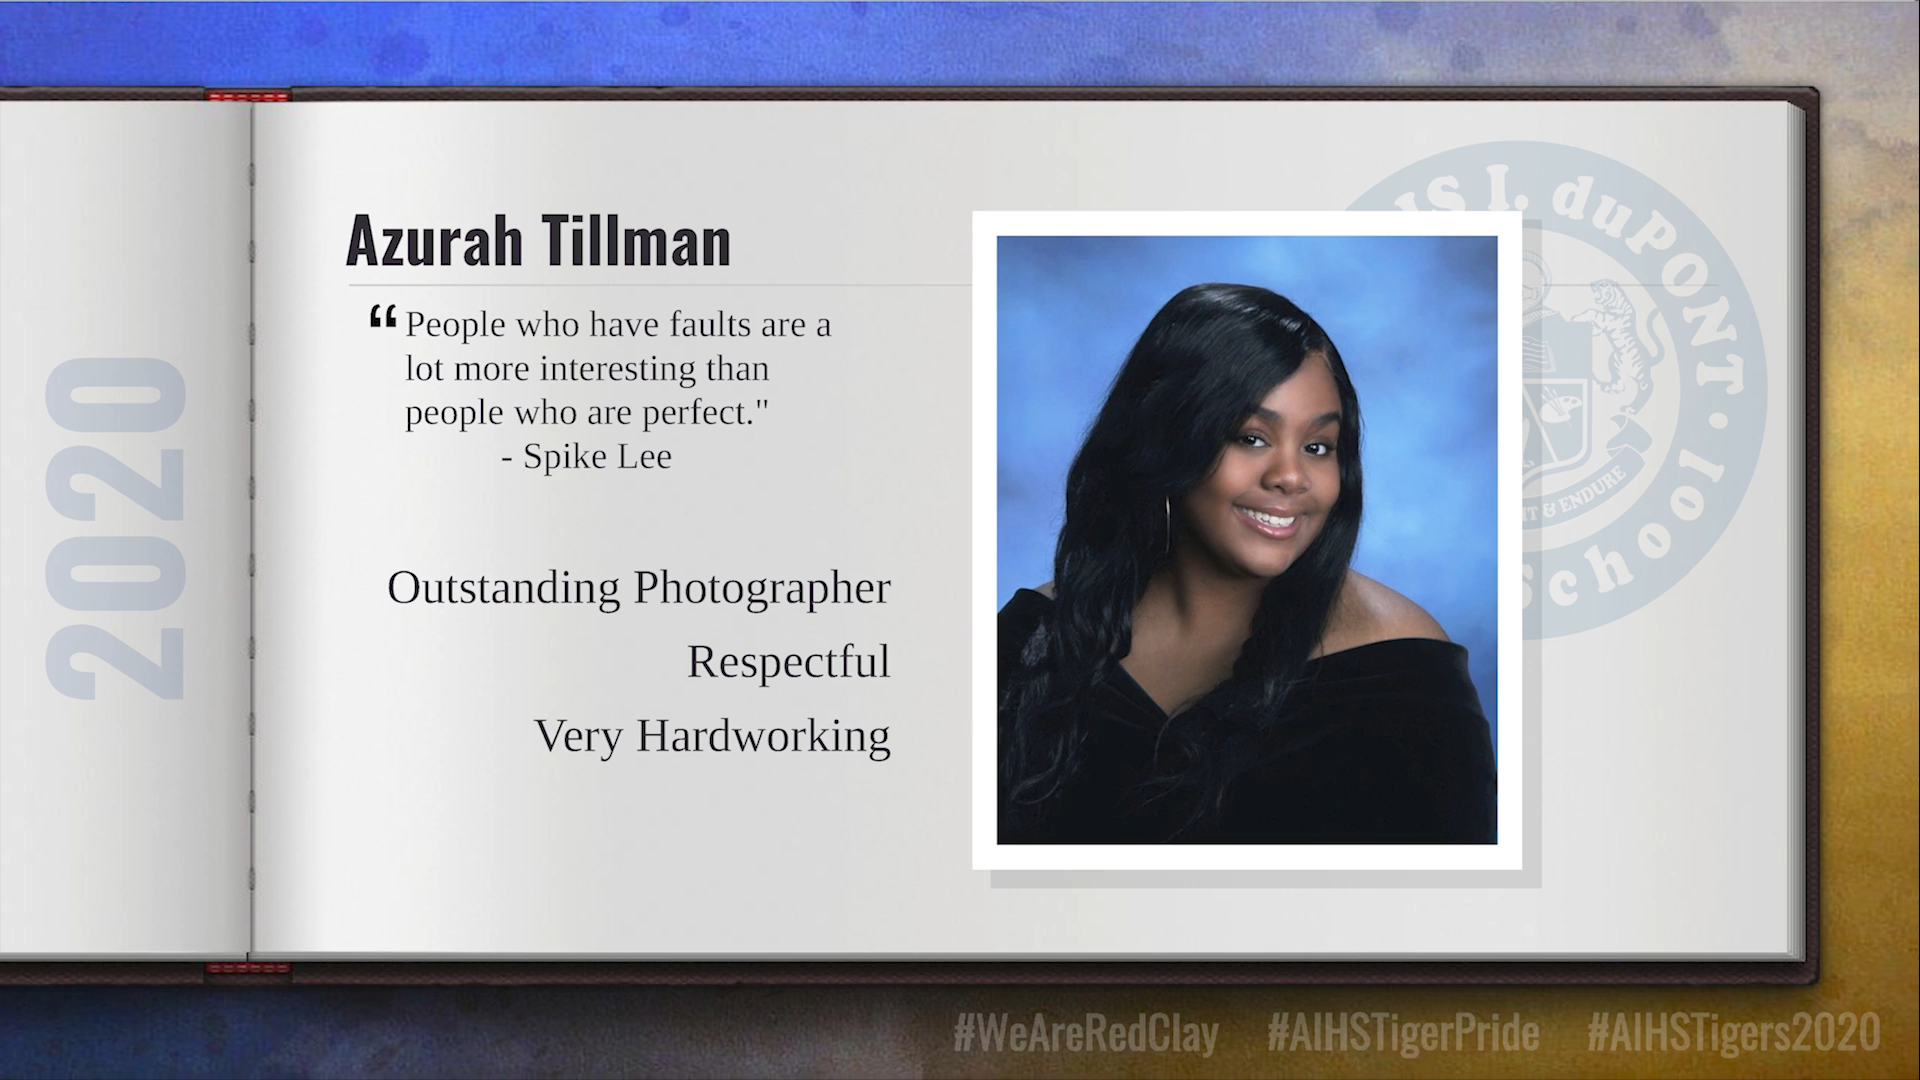 2020
Azurah Tillman
“People who have faults are a
lot more interesting than
people who are perfect."
- Spike Lee
Outstanding Photographer
Respectful
Very Hardworking
I. duPONT
School
& ENDURE
#WeAreRedClay #AIHSTigerPride #AIHSTigers2020